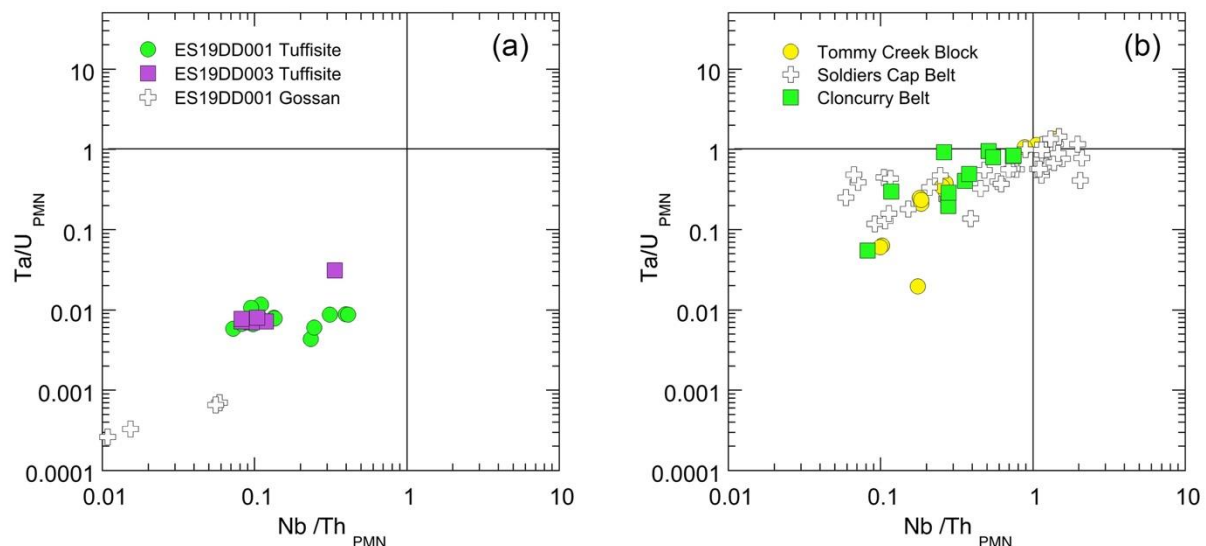 (a)
ES19DD001 Tuffisite
ES19DD003 Tuffisite
ES19DD001 Gossan
10
1
0.1
0.01
0.001
0.0001
Ta/U PMN
0.01 0.1 1 10
Nb /Th PMN
(b)
Tommy Creek Block
Soldiers Cap Belt
Cloncurry Belt
10
1
0.1
0.01
0.001
0.0001
Ta/U PMN
0.01 0.1 1 10
Nb /Th PMN